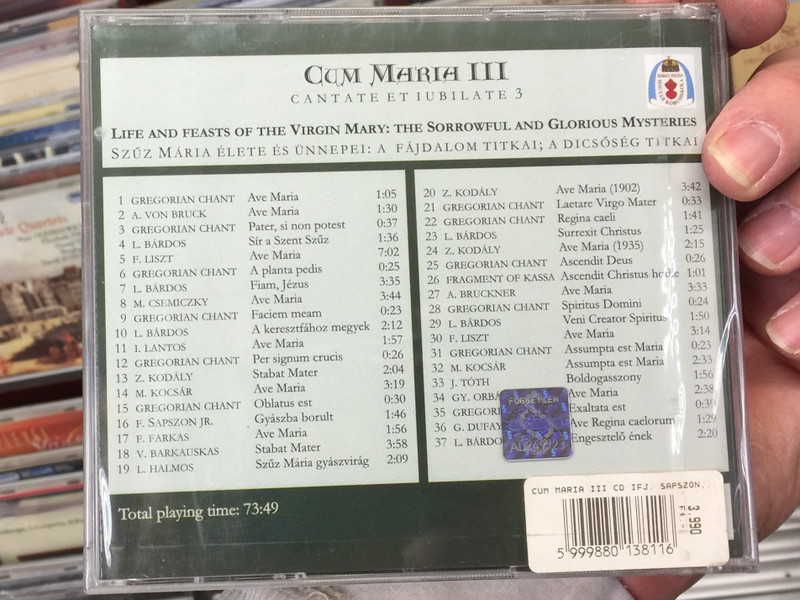 CUM MARIA III
CANTATE ET IUBILATE 3
LIFE AND FEASTS OF THE VIRGIN MARY: THE SORROWFUL AND GLORIOUS MYSTERIES
SZŰZ MÁRIA ÉLETE ÉS ÜNNEPEI: A FÁJDALOM TITKAI; A DICSŐSÉG TITKAI
1 GREGORIAN CHANT Ave Maria 1:05
2 A. VON BRUCK Ave Maria 1:30
3 GREGORIAN CHANT Pater, si non potest 0:37
4 L. BÁRDOS Sír a Szent Szűz 1:36
5 F. LISZT Ave Maria 7:02
6 GREGORIAN CHANT A planta pedis 0:25
7 L. BÁRDOS Fiam, Jézus 3:35
8 M. CSEMICZKY Ave Maria 3:44
9 GREGORIAN CHANT Faciem meam 0:23
10 L. BÁRDOS A keresztfához megyek 2:12
11 I. LANTOS Ave Maria 1:57
12 GREGORIAN CHANT Per signum crucis 0:26
13 Z. KODÁLY Stabat Mater 2:04
14 M. KOCSÁR Ave Maria 3:19
15 GREGORIAN CHANT Oblatus est 0:30
16 F. SAPSZON JR. Gyászba borult 1:46
17 F. FARKAS Ave Maria 1:56
18 V. BARKAUSKAS Stabat Mater 3:58
19 L. HALMOS Szűz Mária gyászvirág 2:09
20 Z. KODÁLY Ave Maria (1902) 3:42
21 GREGORIAN CHANT Laetare Virgo Mater 0:33
22 GREGORIAN CHANT Regina caeli 1:41
23 L. BÁRDOS Surrexit Christus 1:25
24 Z. KODÁLY Ave Maria (1935) 2:15
25 GREGORIAN CHANT Ascendit Deus 0:26
26 FRAGMENT OF KASSA Ascendit Christus hodie 1:01
27 A. BRUCKNER Ave Maria 3:33
28 GREGORIAN CHANT Spiritus Domini 0:24
29 L. BÁRDOS Veni Creator Spiritus 1:50
30 F. LISZT Ave Maria 3:14
31 GREGORIAN CHANT Assumpta est Maria 0:23
32 M. KOCSÁR Assumpta est Maria 2:33
33 J. TÓTH Boldogasszony 1:56
34 GY. ORBÁ Ave Maria 2:38
35 GREGORI Exaltata est 0:39
36 G. DUFAY Ave Regina caelorum 1:29
37 L. BÁRDO Engesztelő ének 2:20
Total playing time: 73:49
CUM MARIA III CD IFJ. SAPSZON..
3.990
Ft.-
5 999880 138116